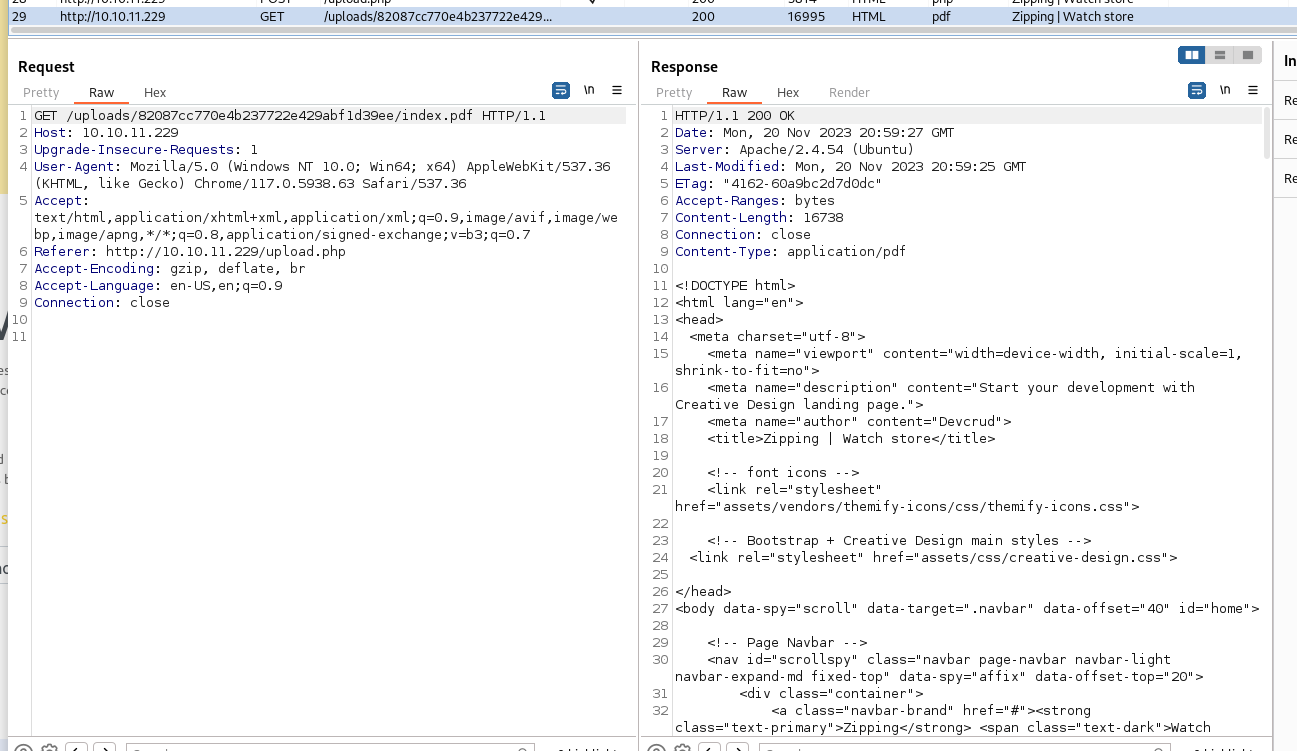 http://10.10.11.229 POST /upload.php 200 HTML php Zipping | Watch store
29 http://10.10.11.229 GET /uploads/82087cc770e4b237722e429... 200 16995 HTML pdf Zipping | Watch store
Request
Pretty Raw Hex \n
1 GET /uploads/82087cc770e4b237722e429abf1d39ee/index.pdf HTTP/1.1
2 Host: 10.10.11.229
3 Upgrade-Insecure-Requests: 1
4 User-Agent: Mozilla/5.0 (Windows NT 10.0; Win64; x64) AppleWebKit/537.36
(KHTML, like Gecko) Chrome/117.0.5938.63 Safari/537.36
5 Accept:
text/html,application/xhtml+xml,application/xml;q=0.9,image/avif,image/we
bp,image/apng,*/*;q=0.8,application/signed-exchange;v=b3;q=0.7
6 Referer: http://10.10.11.229/upload.php
7 Accept-Encoding: gzip, deflate, br
8 Accept-Language: en-US,en;q=0.9
9 Connection: close
10
11
Response
Pretty Raw Hex Render \n
1 HTTP/1.1 200 OK
2 Date: Mon, 20 Nov 2023 20:59:27 GMT
3 Server: Apache/2.4.54 (Ubuntu)
4 Last-Modified: Mon, 20 Nov 2023 20:59:25 GMT
5 ETag: "4162-60a9bc2d7d0dc"
6 Accept-Ranges: bytes
7 Content-Length: 16738
8 Connection: close
9 Content-Type: application/pdf
10
11 <!DOCTYPE html>
12 <html lang="en">
13 <head>
14 <meta charset="utf-8">
15 <meta name="viewport" content="width=device-width, initial-scale=1,
shrink-to-fit=no">
16 <meta name="description" content="Start your development with
Creative Design landing page.">
17 <meta name="author" content="Devcrud">
18 <title>Zipping | Watch store</title>
19
20 <!-- font icons -->
21 <link rel="stylesheet"
href="assets/vendors/themify-icons/css/themify-icons.css">
22
23 <!-- Bootstrap + Creative Design main styles -->
24 <link rel="stylesheet" href="assets/css/creative-design.css">
25
26 </head>
27 <body data-spy="scroll" data-target=".navbar" data-offset="40" id="home">
28
29 <!-- Page Navbar -->
30 <nav id="scrollspy" class="navbar page-navbar navbar-light
navbar-expand-md fixed-top" data-spy="affix" data-offset-top="20">
31 <div class="container">
32 <a class="navbar-brand" href="#"><strong
class="text-primary">Zipping</strong> <span class="text-dark">Watch
In
Re
Re
Re